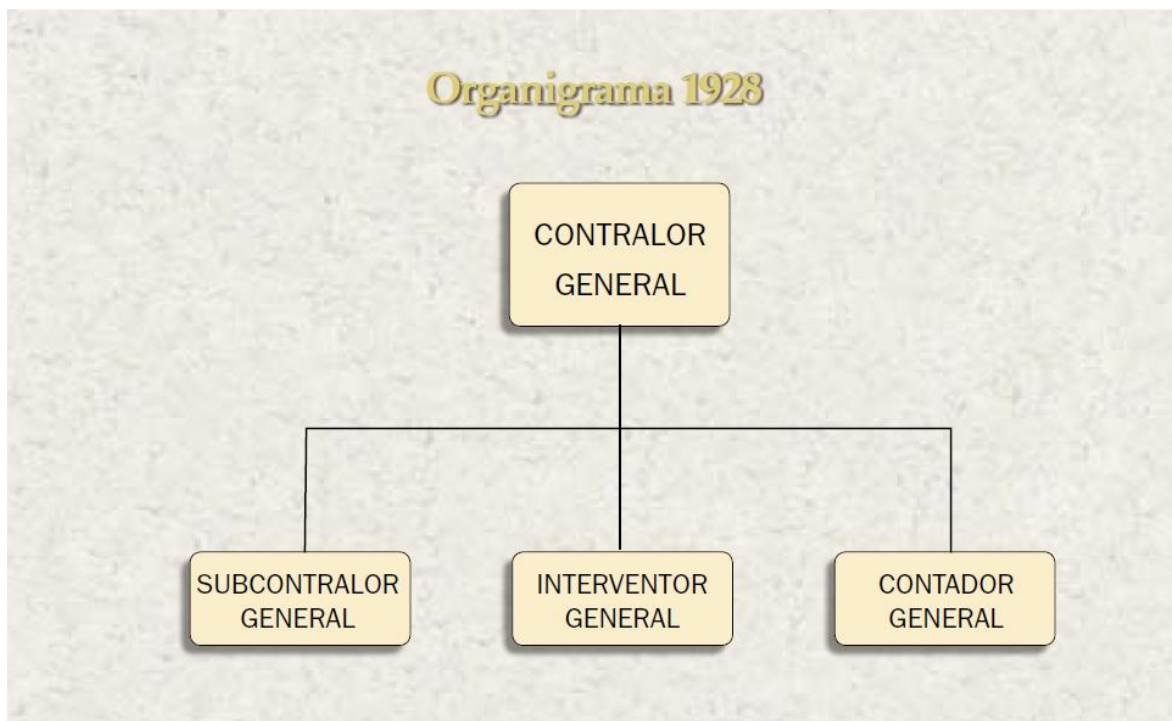 Organigrama 1928
CONTRALOR
GENERAL
SUBCONTRALOR
GENERAL
INTERVENTOR
GENERAL
CONTADOR
GENERAL